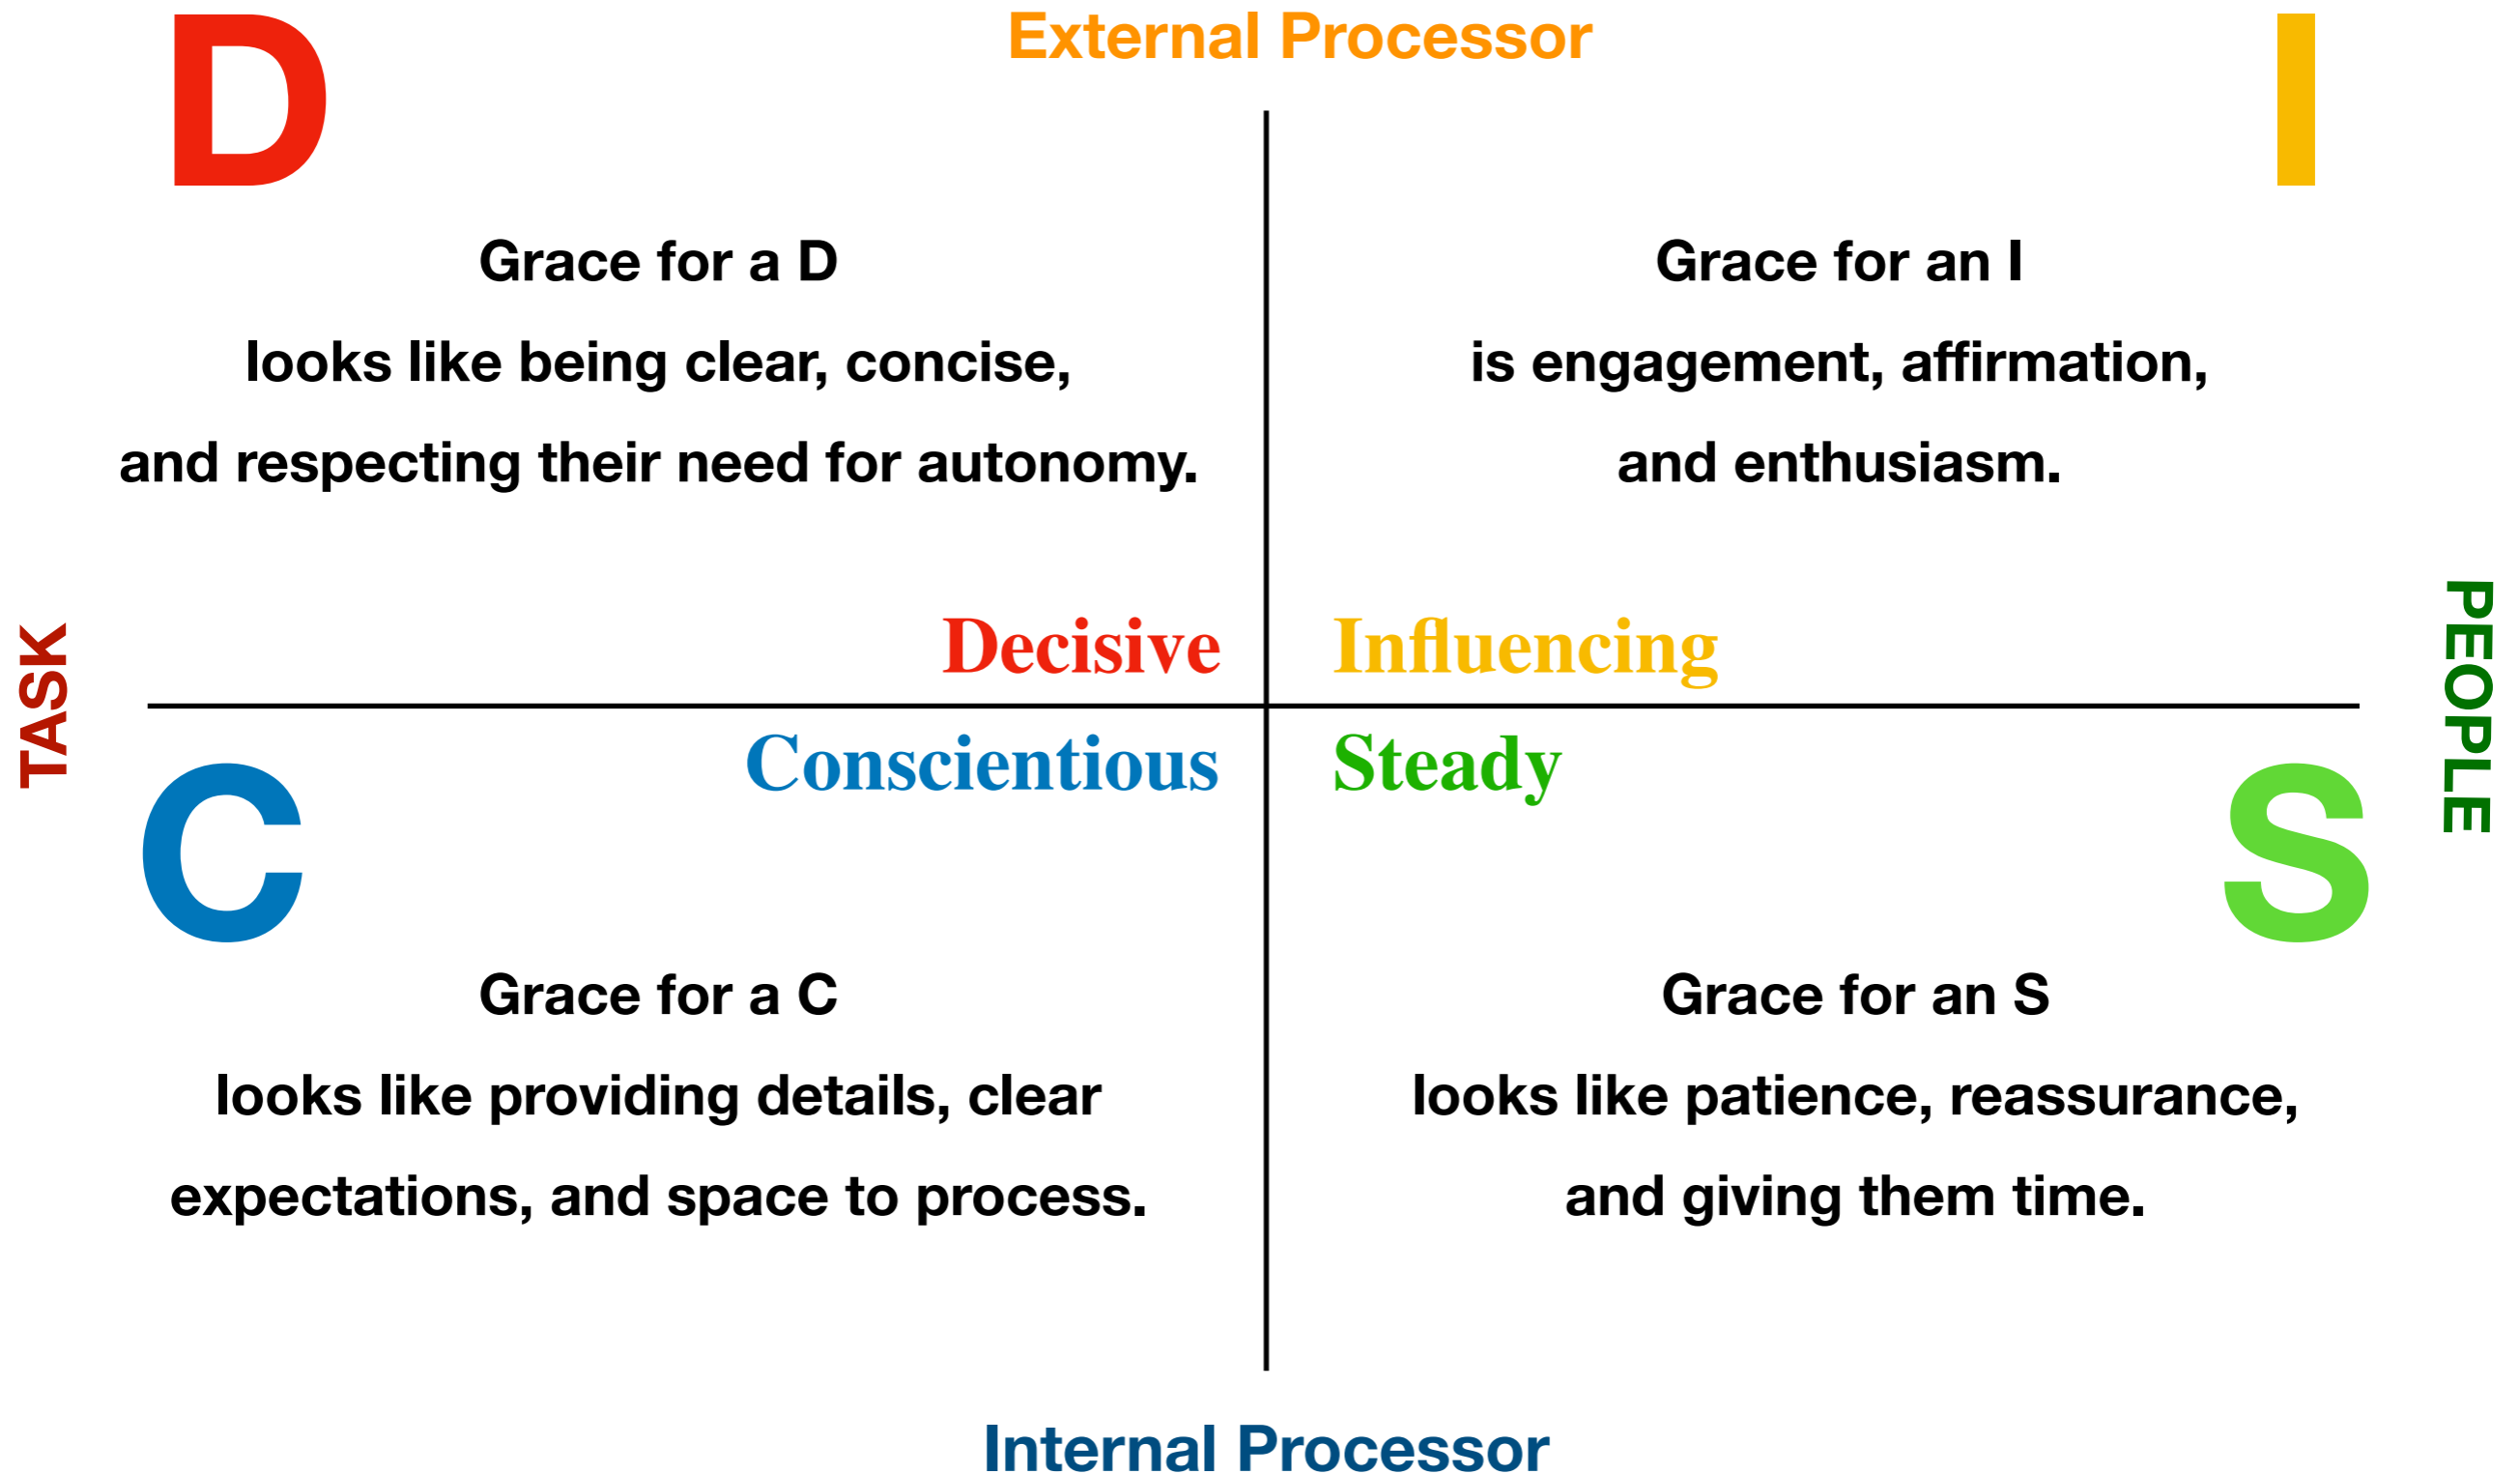 External Processor
D
I
Grace for a D
looks like being clear, concise,
and respecting their need for autonomy.
Grace for an I
is engagement, affirmation,
and enthusiasm.
TASK
PEOPLE
Decisive
Influencing
Conscientious
Steady
C
S
Grace for a C
looks like providing details, clear
expectations, and space to process.
Grace for an S
looks like patience, reassurance,
and giving them time.
Internal Processor